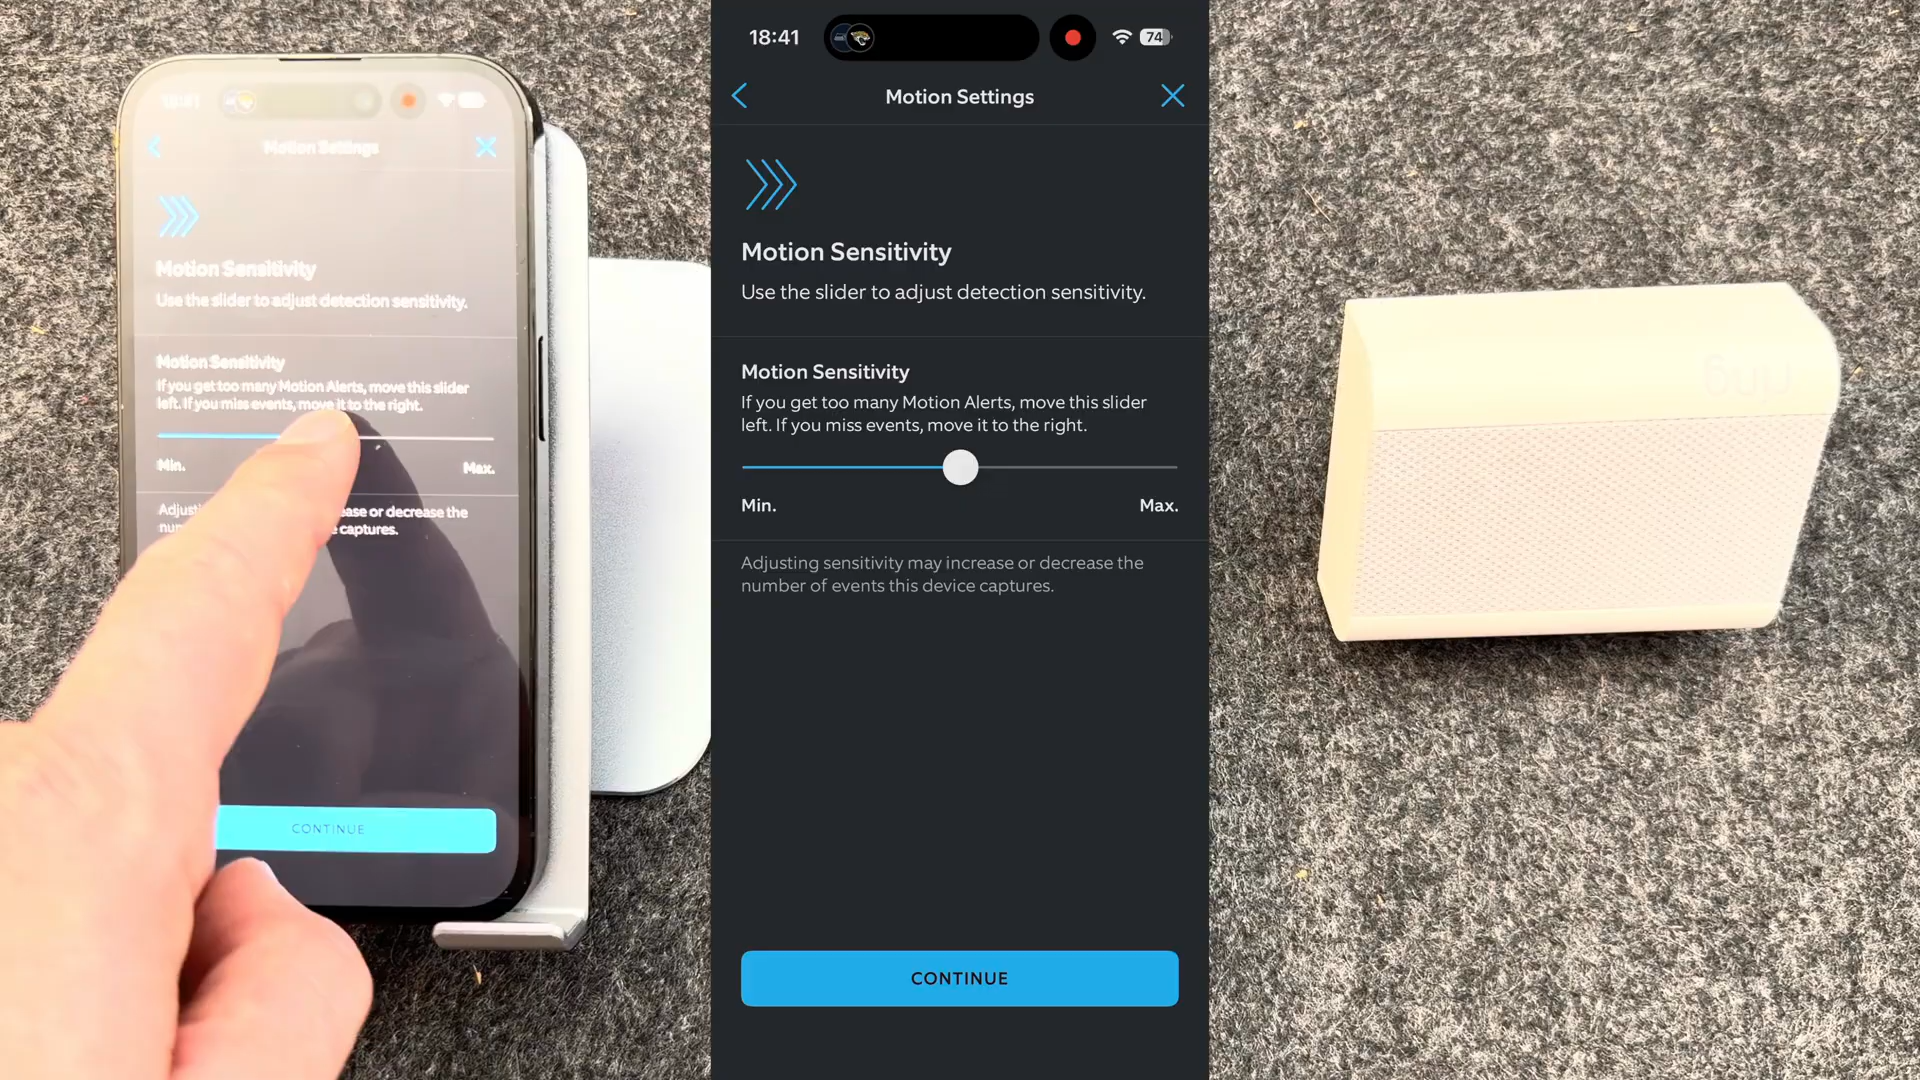 Motion Settings
Motion Sensitivity
Use the slider to adjust detection sensitivity.
Motion Sensitivity
If you get too many Motion Alerts, move this slider
left. If you miss events, move it to the right.
Min.
Max.
ease or decrease the
captures.
CONTINUE
18:41
74
Motion Settings
Motion Sensitivity
Use the slider to adjust detection sensitivity.
Motion Sensitivity
If you get too many Motion Alerts, move this slider
left. If you miss events, move it to the right.
Min.
Max.
Adjusting sensitivity may increase or decrease the
number of events this device captures.
CONTINUE